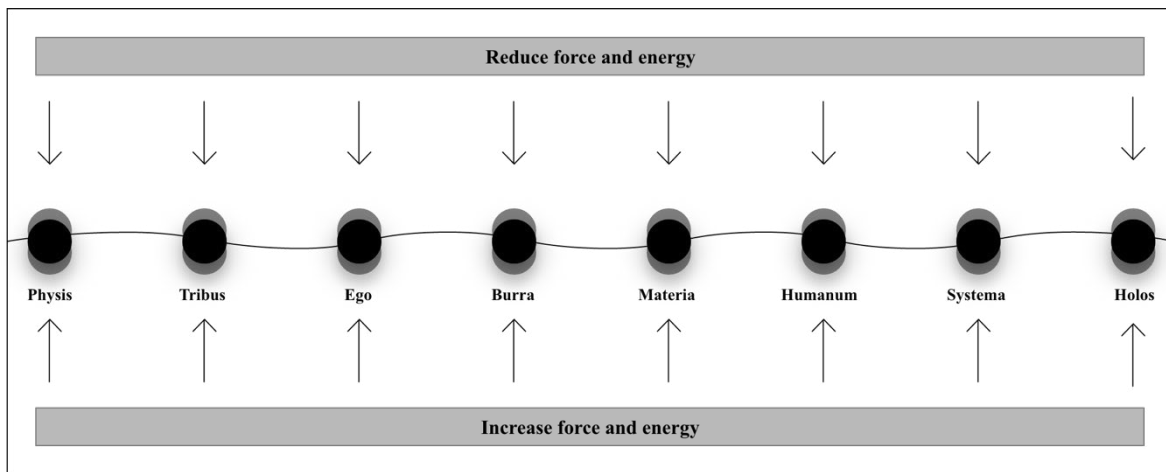 Reduce force and energy
Physis Tribus Ego Burra Materia Humanum Systema Holos
Increase force and energy